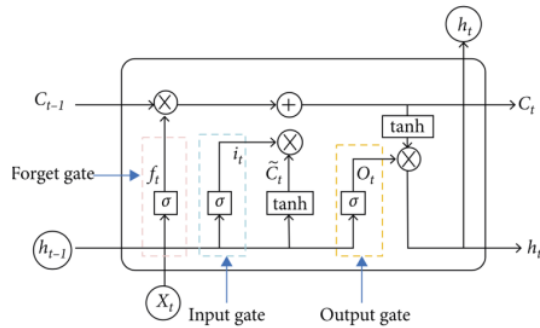 h_t
C_{t-1}
C_t
tanh
i_t
\tilde{C}_t
O_t
f_t
Forget gate
σ
σ
tanh
σ
h_{t-1}
h_t
X_t
Input gate
Output gate